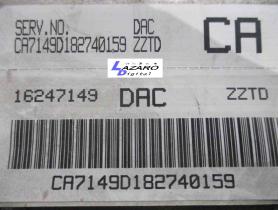 SERV.NO. DAC CA
CA7149D182740159 ZZTD
LAZARO
Digital
16247149 DAC ZZTD
CA7149D182740159